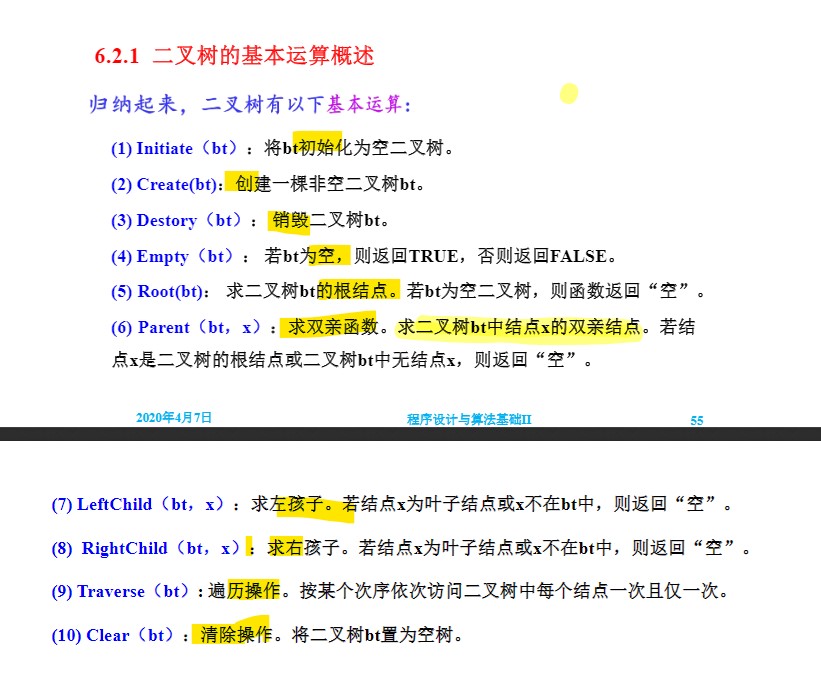 6.2.1 二叉树的基本运算概述
归纳起来，二叉树有以下基本运算：
(1) Initiate（bt）：将bt初始化为空二叉树。
(2) Create(bt)：创建一棵非空二叉树bt。
(3) Destory（bt）：销毁二叉树bt。
(4) Empty（bt）：若bt为空，则返回TRUE，否则返回FALSE。
(5) Root(bt)：求二叉树bt的根结点。若bt为空二叉树，则函数返回“空”。
(6) Parent（bt，x）：求双亲函数。求二叉树bt中结点x的双亲结点。若结
点x是二叉树的根结点或二叉树bt中无结点x，则返回“空”。
2020年4月7日 程序设计与算法基础II 55
(7) LeftChild（bt，x）：求左孩子。若结点x为叶子结点或x不在bt中，则返回“空”。
(8) RightChild（bt，x）：求右孩子。若结点x为叶子结点或x不在bt中，则返回“空”。
(9) Traverse（bt）：遍历操作。按某个次序依次访问二叉树中每个结点一次且仅一次。
(10) Clear（bt）：清除操作。将二叉树bt置为空树。